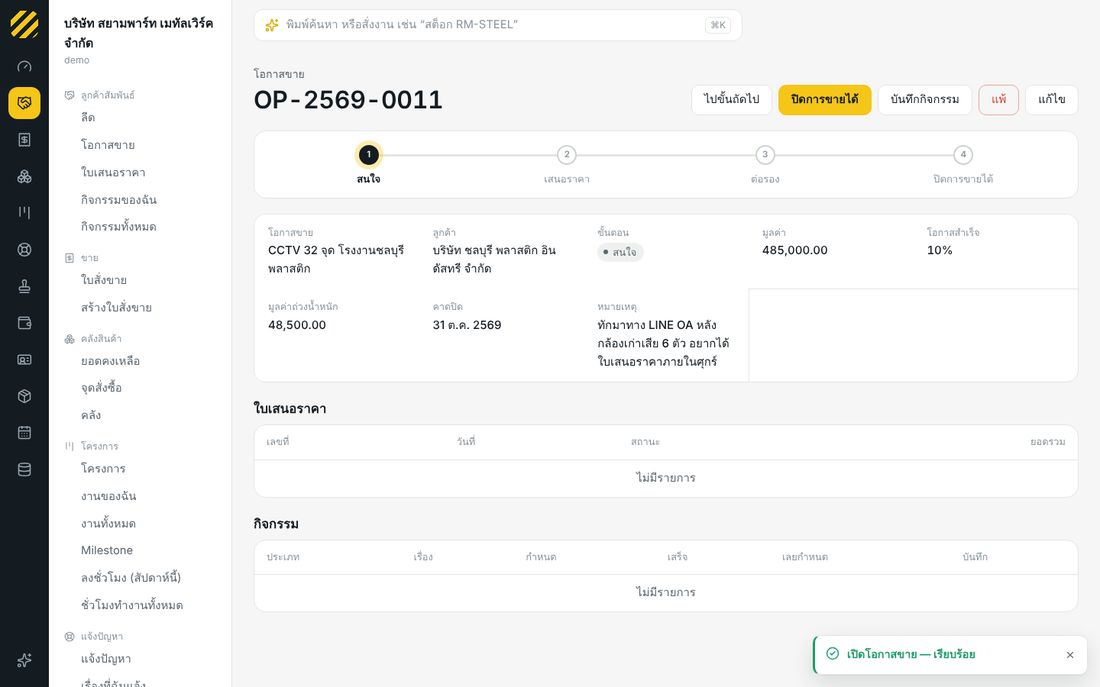 บริษัท สยามพาร์ท เมทัลเวิร์ค
จำกัด
demo
ลูกค้าสัมพันธ์
ลีด
โอกาสขาย
ใบเสนอราคา
กิจกรรมของฉัน
กิจกรรมทั้งหมด
ขาย
ใบสั่งขาย
สร้างใบสั่งขาย
คลังสินค้า
ยอดคงเหลือ
จุดสั่งซื้อ
คลัง
โครงการ
โครงการ
งานของฉัน
งานทั้งหมด
Milestone
ลงชั่วโมง (สัปดาห์นี้)
ชั่วโมงทำงานทั้งหมด
แจ้งปัญหา
แจ้งปัญหา
เรื่องที่ฉันแจ้ง
พิมพ์ค้นหา หรือสั่งงาน เช่น “สต็อก RM-STEEL” ⌘K
โอกาสขาย
OP-2569-0011
ไปขั้นถัดไป ปิดการขายได้ บันทึกกิจกรรม แพ้ แก้ไข
1 2 3 4
สนใจ เสนอราคา ต่อรอง ปิดการขายได้
โอกาสขาย ลูกค้า ขั้นตอน มูลค่า โอกาสสำเร็จ
CCTV 32 จุด โรงงานชลบุรี บริษัท ชลบุรี พลาสติก อิน สนใจ 485,000.00 10%
พลาสติก ดัสทรี จำกัด
มูลค่าถ่วงน้ำหนัก คาดปิด หมายเหตุ
48,500.00 31 ต.ค. 2569 ทักมาทาง LINE OA หลัง
กล้องเก่าเสีย 6 ตัว อยากได้
ใบเสนอราคาภายในศุกร์
ใบเสนอราคา
เลขที่ วันที่ สถานะ ยอดรวม
ไม่มีรายการ
กิจกรรม
ประเภท เรื่อง กำหนด เสร็จ เลยกำหนด บันทึก
ไม่มีรายการ
เปิดโอกาสขาย — เรียบร้อย